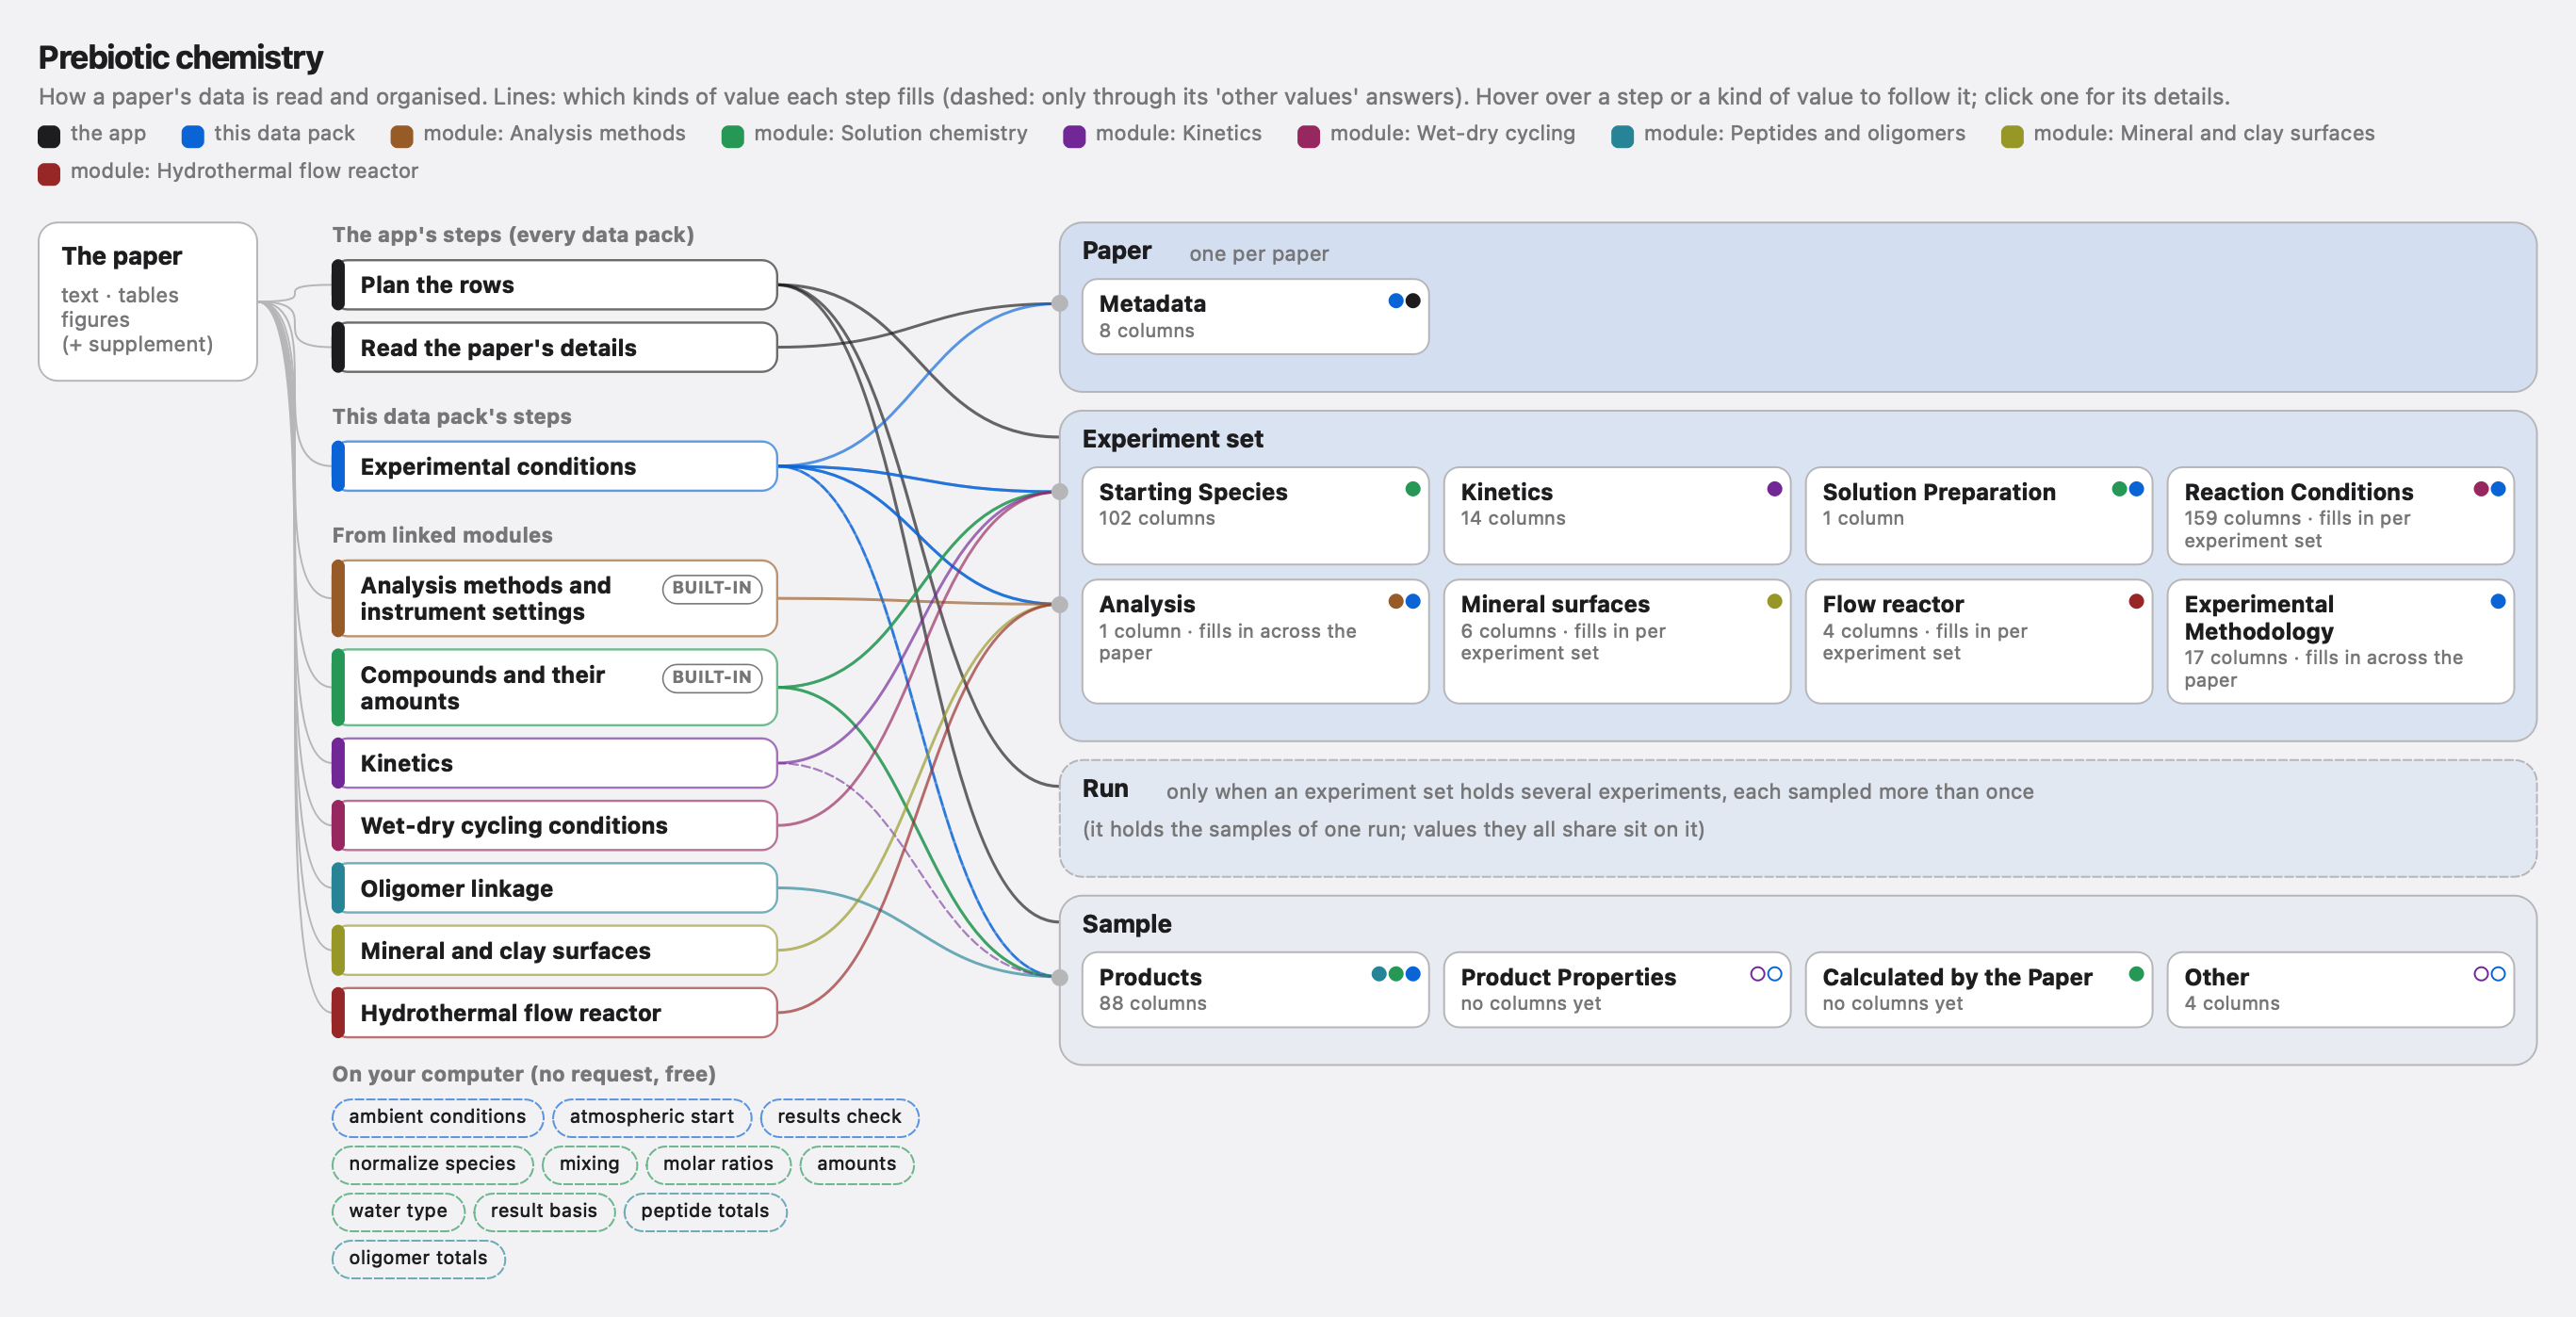 Prebiotic chemistry
How a paper's data is read and organised. Lines: which kinds of value each step fills (dashed: only through its 'other values' answers). Hover over a step or a kind of value to follow it; click one for its details.
the app
this data pack
module: Analysis methods
module: Solution chemistry
module: Kinetics
module: Wet-dry cycling
module: Peptides and oligomers
module: Mineral and clay surfaces
module: Hydrothermal flow reactor
The paper
text · tables
figures
(+ supplement)
The app's steps (every data pack)
Plan the rows
Read the paper's details
This data pack's steps
Experimental conditions
From linked modules
Analysis methods and
instrument settings
BUILT-IN
Compounds and their
amounts
BUILT-IN
Kinetics
Wet-dry cycling conditions
Oligomer linkage
Mineral and clay surfaces
Hydrothermal flow reactor
On your computer (no request, free)
ambient conditions
atmospheric start
results check
normalize species
mixing
molar ratios
amounts
water type
result basis
peptide totals
oligomer totals
Paper
one per paper
Metadata
8 columns
Experiment set
Starting Species
102 columns
Kinetics
14 columns
Solution Preparation
1 column
Reaction Conditions
159 columns · fills in per
experiment set
Analysis
1 column · fills in across the
paper
Mineral surfaces
6 columns · fills in per
experiment set
Flow reactor
4 columns · fills in per
experiment set
Experimental
Methodology
17 columns · fills in across the
paper
Run
only when an experiment set holds several experiments, each sampled more than once
(it holds the samples of one run; values they all share sit on it)
Sample
Products
88 columns
Product Properties
no columns yet
Calculated by the Paper
no columns yet
Other
4 columns